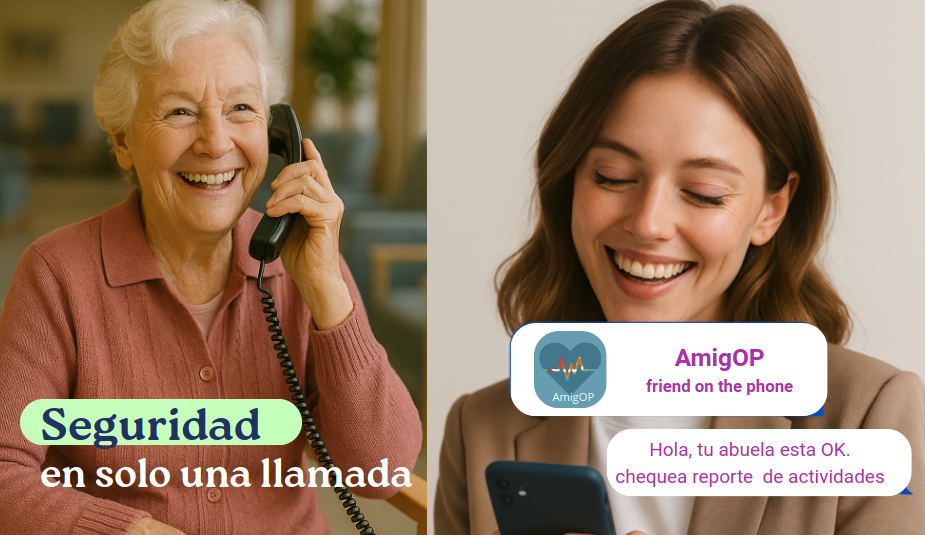 Seguridad
en solo una llamada
AmigOP
AmigOP
friend on the phone
Hola, tu abuela esta OK.
chequea reporte de actividades